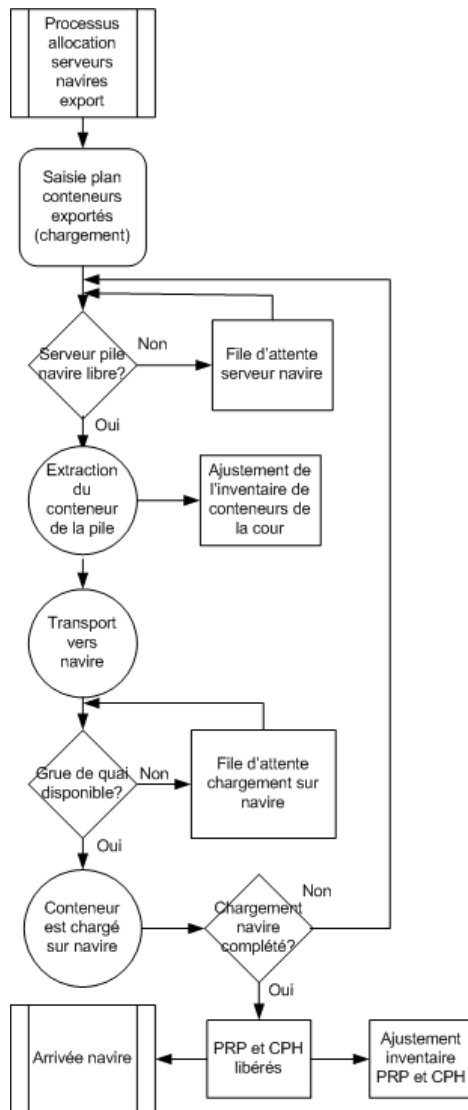 Processus
allocation
serveurs
navires
export
Saisie plan
conteneurs
exportés
(chargement)
Serveur pile
navire libre?
Non
File d'attente
serveur navire
Oui
Extraction
du
conteneur
de la pile
Ajustement de
l'inventaire de
conteneurs de
la cour
Transport
vers
navire
Grue de quai
disponible?
Non
File d'attente
chargement sur
navire
Oui
Conteneur
est chargé
sur navire
Chargement
navire
complété?
Non
Oui
Arrivée navire
PRP et CPH
libérés
Ajustement
inventaire
PRP et CPH